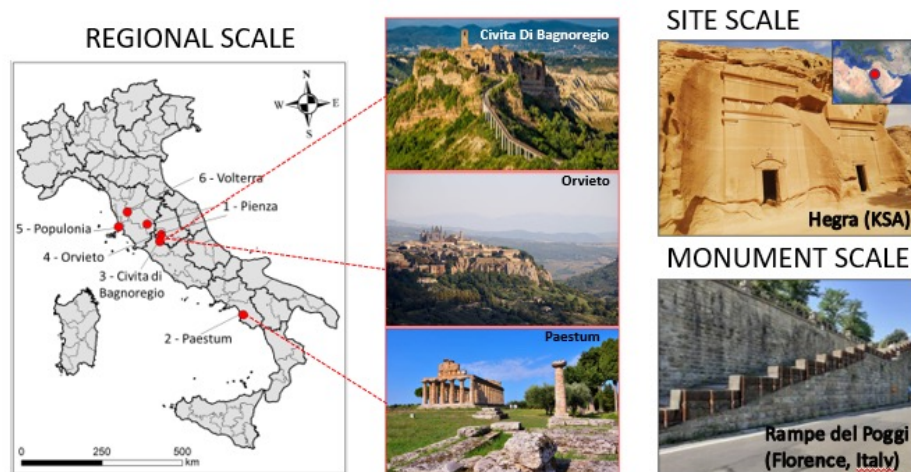 REGIONAL SCALE
N
W
E
S
6 - Volterra
1 - Pienza
5 - Populonia
4 - Orvieto
3 - Civita di
Bagnoregio
2 - Paestum
0
250
500
km
Civita Di Bagnoregio
Orvieto
Paestum
SITE SCALE
Hegra (KSA)
MONUMENT SCALE
Rampe del Poggi
(Florence, Italy)